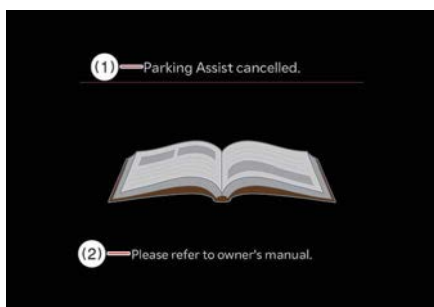 (1) Parking Assist cancelled.
(2) Please refer to owner's manual.